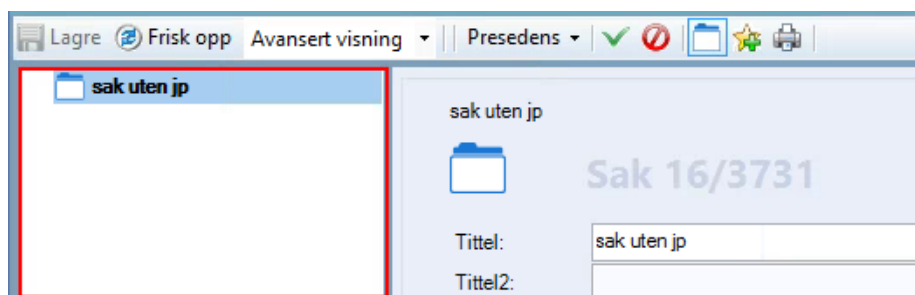 Lagre Frisk opp Avansert visning Presedens
sak uten jp
sak uten jp
Sak 16/3731
Tittel: sak uten jp
Tittel2: